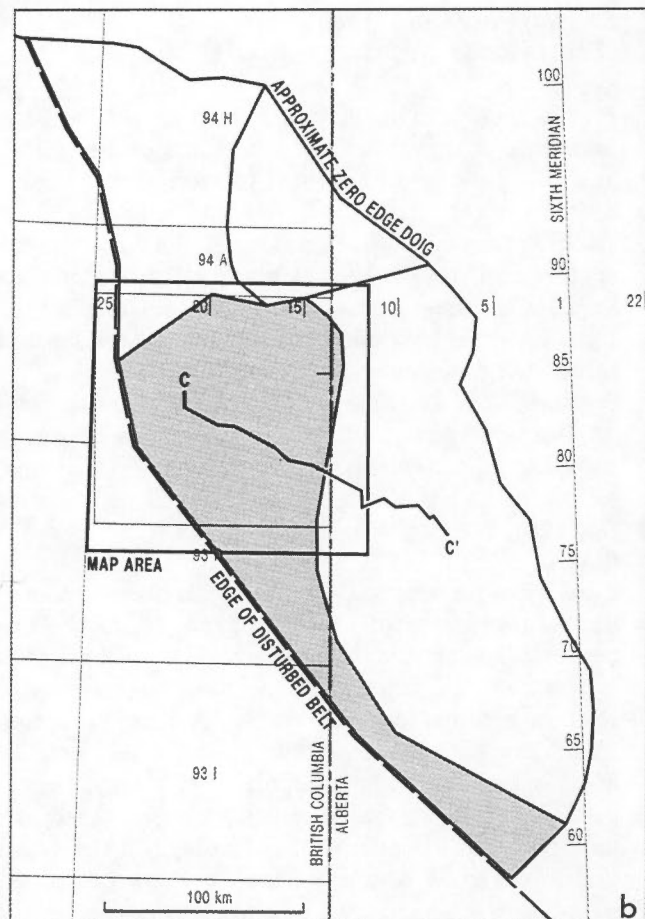 100
94 H
APPROXIMATE ZERO EDGE DOIG
SIXTH MERIDIAN
94 A
90
25
20
15
10
5
1
22
85
C
80
C'
75
MAP AREA
EDGE OF DISTURBED BELT
70
65
93 I
BRITISH COLUMBIA
ALBERTA
60
100 km
b